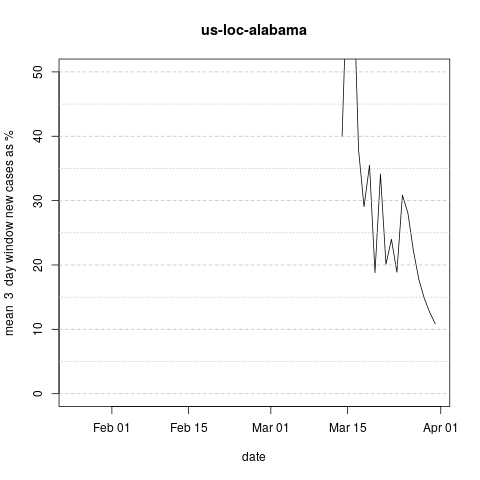 us-loc-alabama
mean 3 day window new cases as %
50
40
30
20
10
0
Feb 01
Feb 15
Mar 01
Mar 15
Apr 01
date